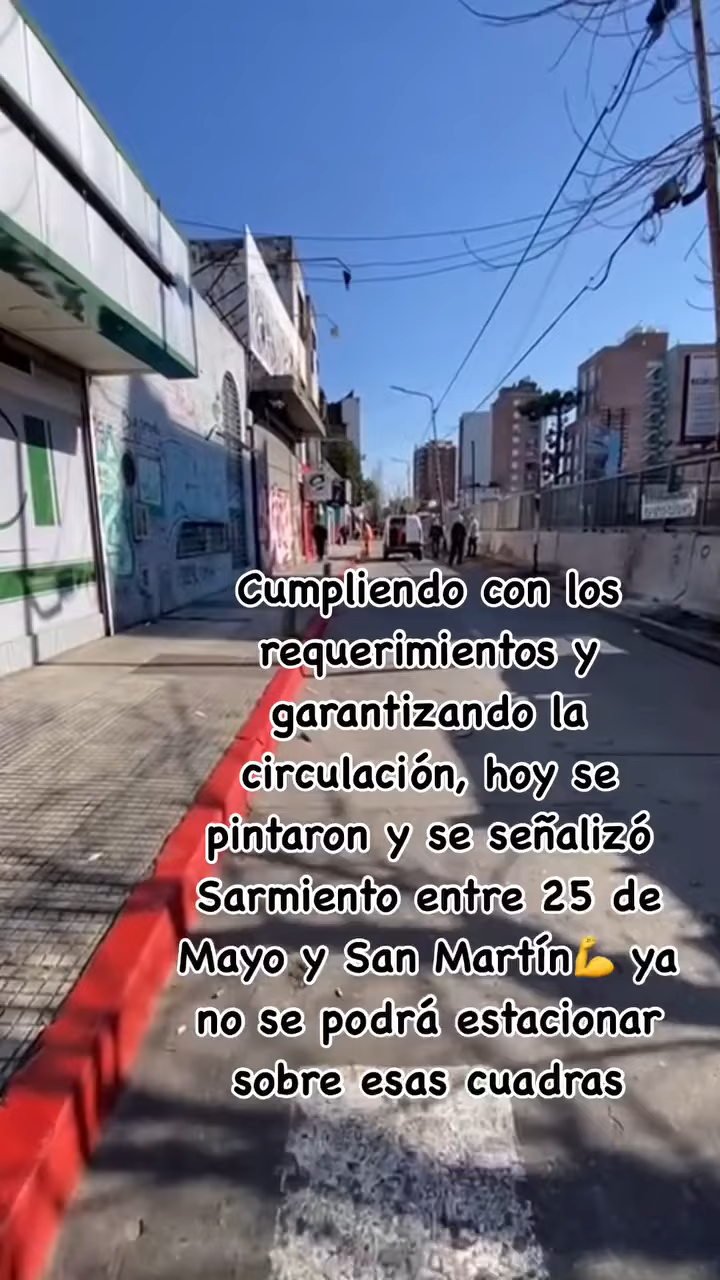 Cumpliendo con los
requerimientos y
garantizando la
circulación, hoy se
pintaron y se señalizó
Sarmiento entre 25 de
Mayo y San Martín💪 ya
no se podrá estacionar
sobre esas cuadras